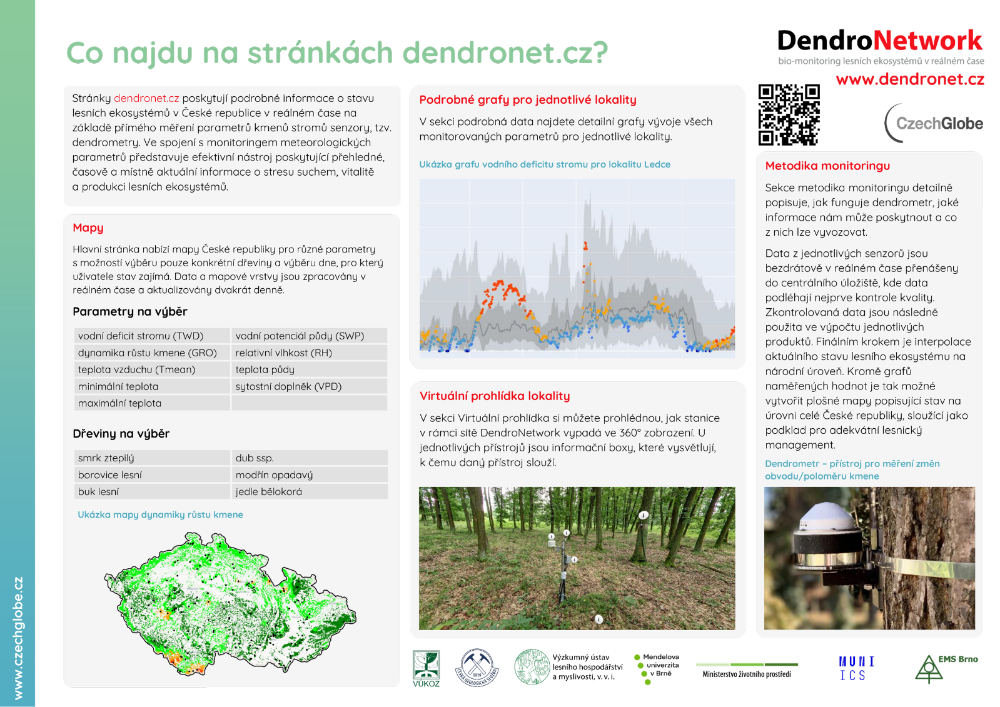 Co najdu na stránkách dendronet.cz?
DendroNetwork
bio-monitoring lesních ekosystémů v reálném čase
www.dendronet.cz
CzechGlobe
Stránky dendronet.cz poskytují podrobné informace o stavu
lesních ekosystémů v České republice v reálném čase na
základě přímého měření parametrů kmenů stromů senzory, tzv.
dendrometry. Ve spojení s monitoringem meteorologických
parametrů představuje efektivní nástroj poskytující přehledné,
časově a místně aktuální informace o stresu suchem, vitalitě
a produkci lesních ekosystémů.
Mapy
Hlavní stránka nabízí mapy České republiky pro různé parametry
s možností výběru pouze konkrétní dřeviny a výběru dne, pro který
uživatele stav zajímá. Data a mapové vrstvy jsou zpracovány v
reálném čase a aktualizovány dvakrát denně.
Parametry na výběr
vodní deficit stromu (TWD)
vodní potenciál půdy (SWP)
dynamika růstu kmene (GRO)
relativní vlhkost (RH)
teplota vzduchu (Tmean)
teplota půdy
minimální teplota
sytostní doplněk (VPD)
maximální teplota
Dřeviny na výběr
smrk ztepilý
dub ssp.
borovice lesní
modřín opadavý
buk lesní
jedle bělokorá
Ukázka mapy dynamiky růstu kmene
Podrobné grafy pro jednotlivé lokality
V sekci podrobná data najdete detailní grafy vývoje všech
monitorovaných parametrů pro jednotlivé lokality.
Ukázka grafu vodního deficitu stromu pro lokalitu Ledce
Virtuální prohlídka lokality
V sekci Virtuální prohlídka si můžete prohlédnou, jak stanice
v rámci sítě DendroNetwork vypadá ve 360° zobrazení. U
jednotlivých přístrojů jsou informační boxy, které vysvětlují,
k čemu daný přístroj slouží.
i
i
i
i
i
Metodika monitoringu
Sekce metodika monitoringu detailně
popisuje, jak funguje dendrometr, jaké
informace nám může poskytnout a co
z nich lze vyvozovat.
Data z jednotlivých senzorů jsou
bezdrátově v reálném čase přenášeny
do centrálního úložiště, kde data
podléhají nejprve kontrole kvality.
Zkontrolovaná data jsou následně
použita ve výpočtu jednotlivých
produktů. Finálním krokem je interpolace
aktuálního stavu lesního ekosystému na
národní úroveň. Kromě grafů
naměřených hodnot je tak možné
vytvořit plošné mapy popisující stav na
úrovni celé České republiky, sloužící jako
podklad pro adekvátní lesnický
management.
Dendrometr – přístroj pro měření změn
obvodu/poloměru kmene
VÚKOZ
ČESKÁ GEOLOGICKÁ SLUŽBA
1919
Výzkumný ústav
lesního hospodářství
a myslivosti, v. v. i.
Mendelova
univerzita
v Brně
Ministerstvo životního prostředí
MUNI
ICS
EMS Brno
www.czechglobe.cz